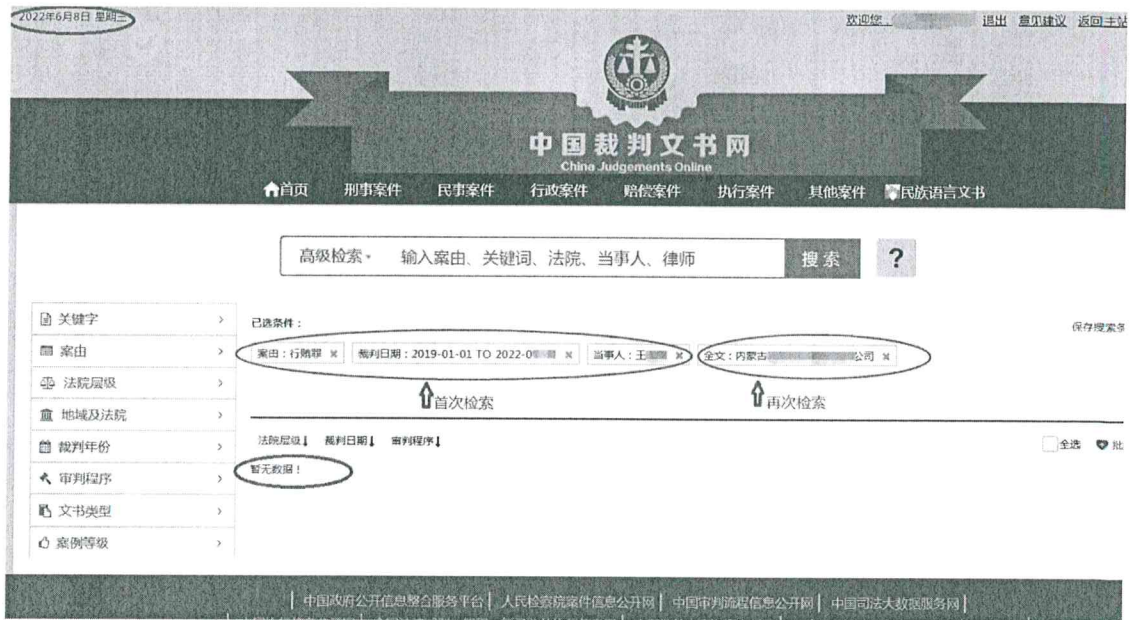 2022年6月8日 星期三
欢迎您， 退出 意见建议 返回主站
中国裁判文书网
China Judgements Online
首页 刑事案件 民事案件 行政案件 赔偿案件 执行案件 其他案件 民族语言文书
高级检索 输入案由、关键词、法院、当事人、律师 搜索 ?
关键字
案由
法院层级
地域及法院
裁判年份
审判程序
文书类型
案例等级
已选条件：
保存搜索条
案由：行贿罪 × 裁判日期：2019-01-01 TO 2022-0 × 当事人：王 × 全文：内蒙古 公司 ×
首次检索 再次检索
法院层级 裁判日期 审判程序
全选 批
暂无数据！
中国政府公开信息整合服务平台 | 人民检察院案件信息公开网 | 中国审判流程信息公开网 | 中国司法大数据服务网 |